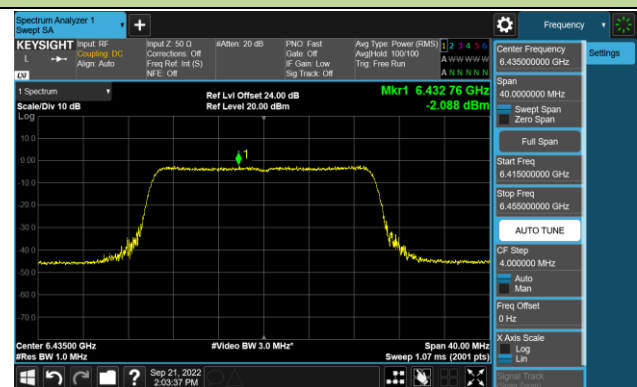 Spectrum Analyzer 1
Swept SA
Frequency
KEYSIGHT
L
Input: RF
Coupling: DC
Align: Auto
Input Z: 50 Ω
Corrections: Off
Freq Ref: Int (S)
NFE: Off
#Atten: 20 dB
PNO: Fast
Gate: Off
IF Gain: Low
Sig Track: Off
Avg Type: Power (RMS)
Avg|Hold: 100/100
Trig: Free Run
1 2 3 4 5 6
A W W W W W
A N N N N N
LXI
Settings
1 Spectrum
Scale/Div 10 dB
Log
Ref Lvl Offset 24.00 dB
Ref Level 20.00 dBm
Mkr1 6.432 76 GHz
-2.088 dBm
10.0
0.00
-10.0
-20.0
-30.0
-40.0
-50.0
-60.0
-70.0
1
Center 6.43500 GHz
#Res BW 1.0 MHz
#Video BW 3.0 MHz*
Span 40.00 MHz
Sweep 1.07 ms (2001 pts)
Center Frequency
6.435000000 GHz
Span
40.0000000 MHz
Swept Span
Zero Span
Full Span
Start Freq
6.415000000 GHz
Stop Freq
6.455000000 GHz
AUTO TUNE
CF Step
4.000000 MHz
Auto
Man
Freq Offset
0 Hz
X Axis Scale
Log
Lin
Signal Track
(Span Zoom)
?
Sep 21, 2022
2:03:37 PM